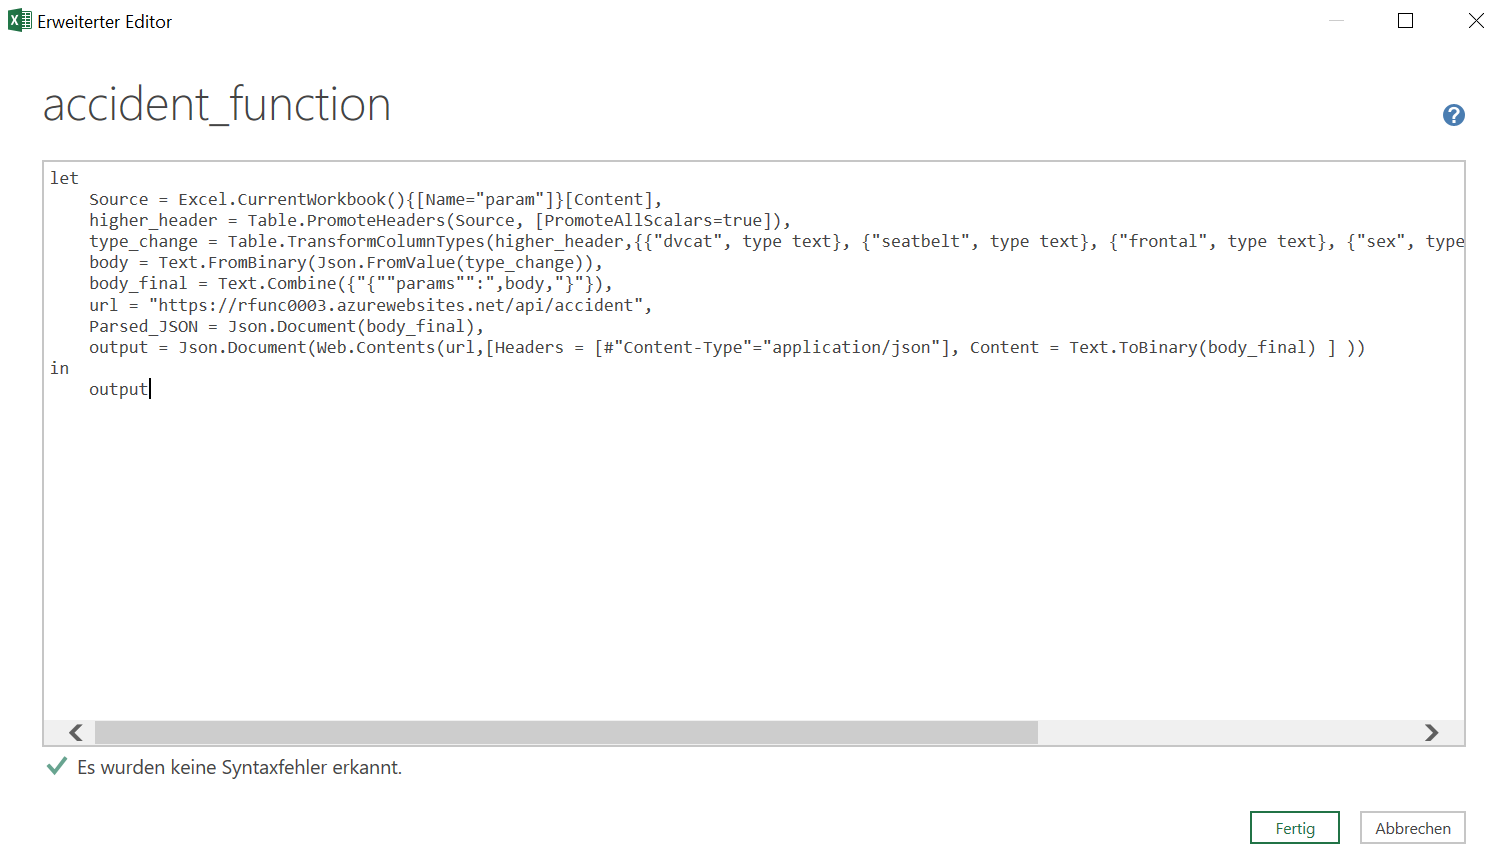 Erweiterter Editor
accident_function
?
let
    Source = Excel.CurrentWorkbook(){[Name="param"]}[Content],
    higher_header = Table.PromoteHeaders(Source, [PromoteAllScalars=true]),
    type_change = Table.TransformColumnTypes(higher_header,{{"dvcat", type text}, {"seatbelt", type text}, {"frontal", type text}, {"sex", type
    body = Text.FromBinary(Json.FromValue(type_change)),
    body_final = Text.Combine({"{""params"":",body,"}"}),
    url = "https://rfunc0003.azurewebsites.net/api/accident",
    Parsed_JSON = Json.Document(body_final),
    output = Json.Document(Web.Contents(url,[Headers = [#"Content-Type"="application/json"], Content = Text.ToBinary(body_final) ] ))
in
    output
Es wurden keine Syntaxfehler erkannt.
Fertig
Abbrechen